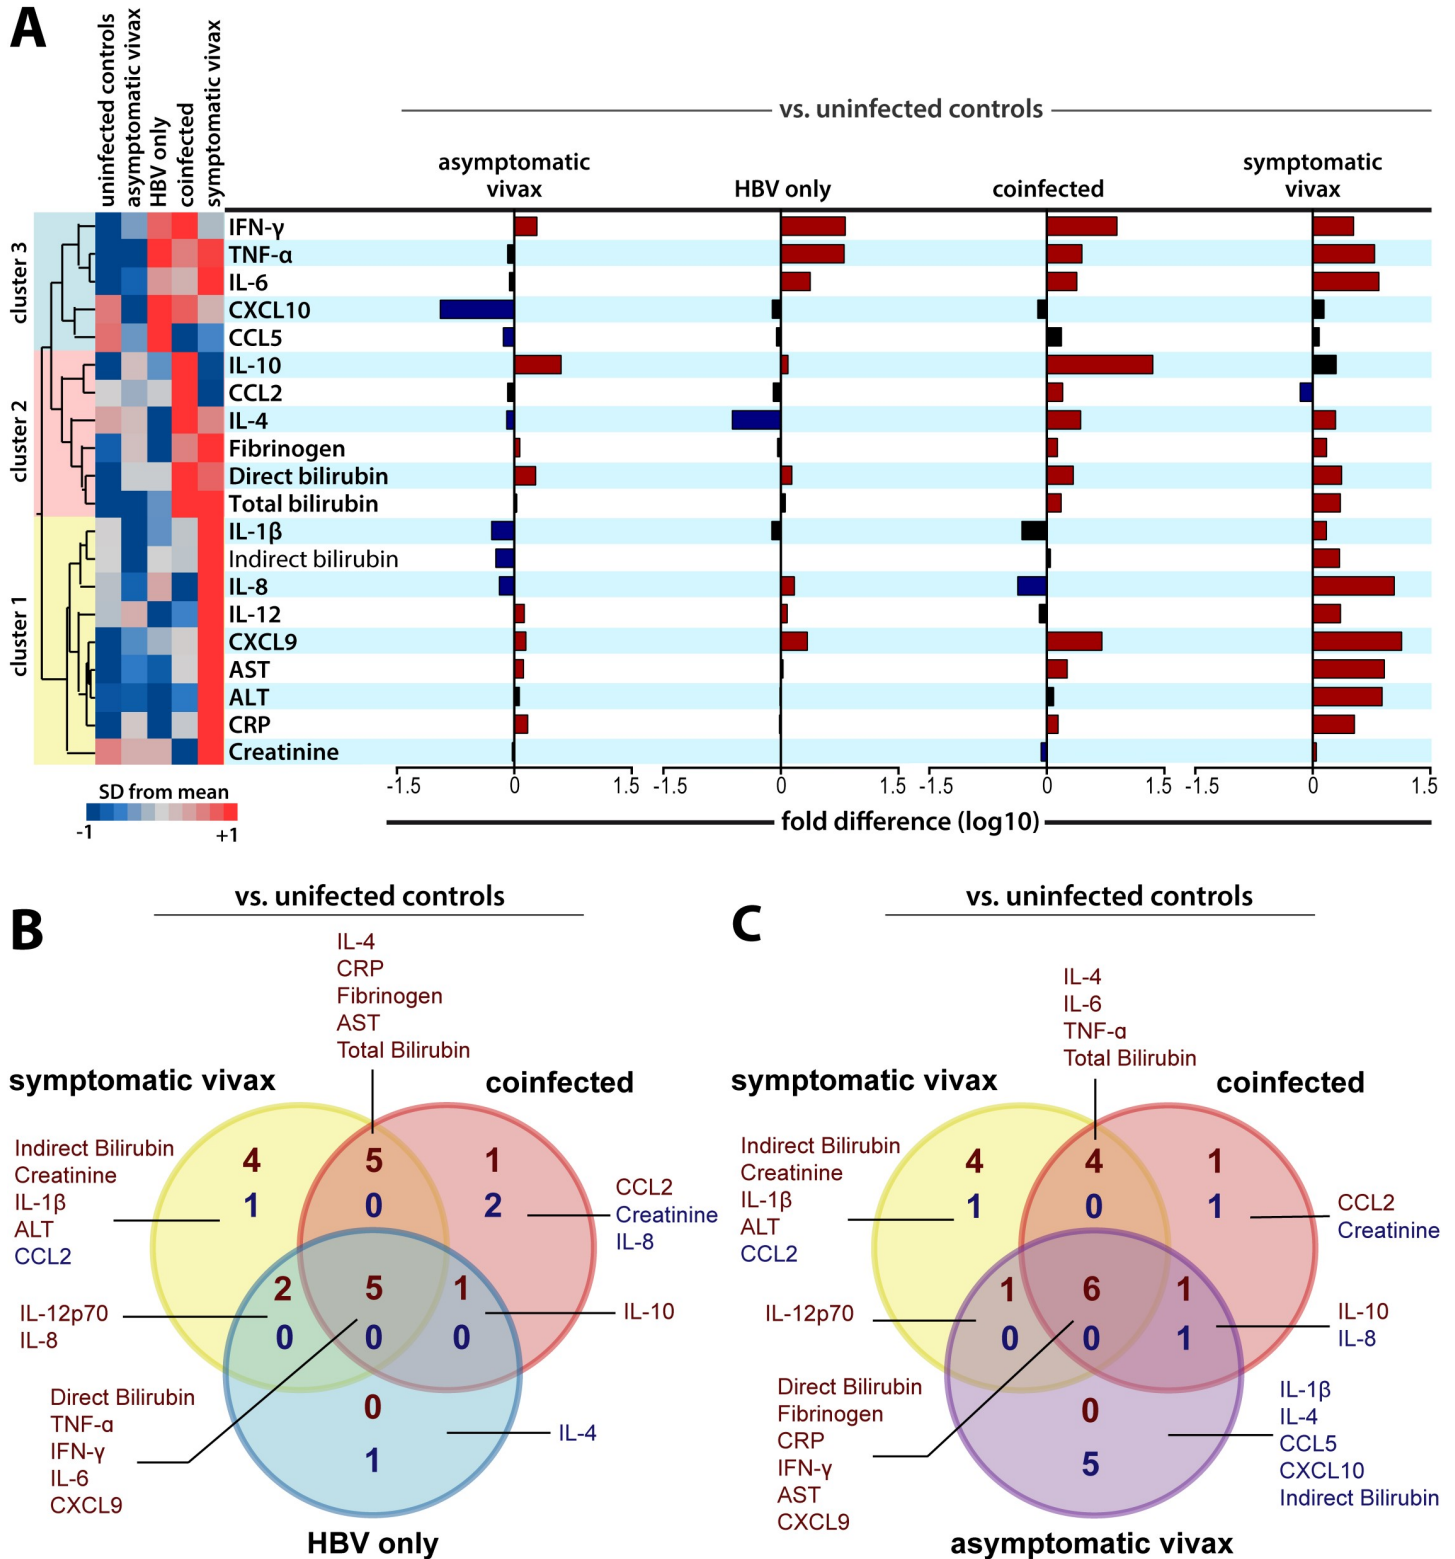 A
uninfected controls
asymptomatic vivax
HBV only
coinfected
symptomatic vivax
vs. uninfected controls
asymptomatic
vivax
HBV only
coinfected
symptomatic
vivax
cluster 3
cluster 2
cluster 1
IFN-γ
TNF-α
IL-6
CXCL10
CCL5
IL-10
CCL2
IL-4
Fibrinogen
Direct bilirubin
Total bilirubin
IL-1β
Indirect bilirubin
IL-8
IL-12
CXCL9
AST
ALT
CRP
Creatinine
-1.5 0 1.5 -1.5 0 1.5 -1.5 0 1.5 -1.5 0 1.5
SD from mean
-1 +1
fold difference (log10)
B
vs. unifected controls
IL-4
CRP
Fibrinogen
AST
Total Bilirubin
symptomatic vivax
coinfected
Indirect Bilirubin
Creatinine
IL-1β
ALT
CCL2
4 5 1
1 0 2
CCL2
Creatinine
IL-8
IL-12p70
IL-8
2 5 1
0 0 0
IL-10
Direct Bilirubin
TNF-α
IFN-γ
IL-6
CXCL9
0
1
IL-4
HBV only
C
vs. uninfected controls
IL-4
IL-6
TNF-α
Total Bilirubin
symptomatic vivax
coinfected
Indirect Bilirubin
Creatinine
IL-1β
ALT
CCL2
4 4 1
1 0 1
CCL2
Creatinine
IL-12p70
1 6 1
0 0 1
IL-10
IL-8
Direct Bilirubin
Fibrinogen
CRP
IFN-γ
AST
CXCL9
0
5
IL-1β
IL-4
CCL5
CXCL10
Indirect Bilirubin
asymptomatic vivax